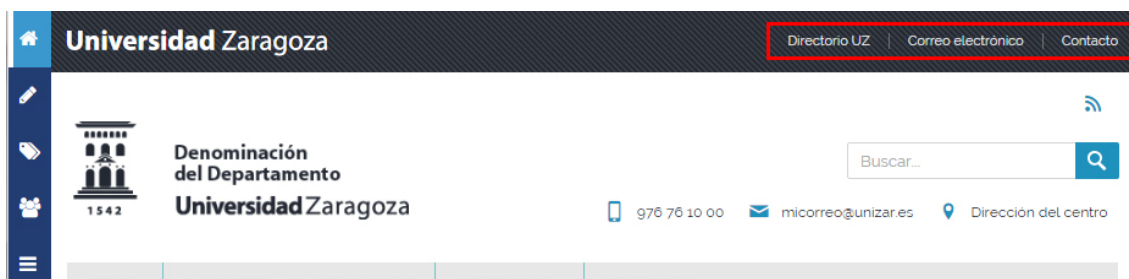 Universidad Zaragoza
Directorio UZ | Correo electrónico | Contacto
Buscar...
Denominación
del Departamento
Universidad Zaragoza
1542
976 76 10 00 micorreo@unizar.es Dirección del centro